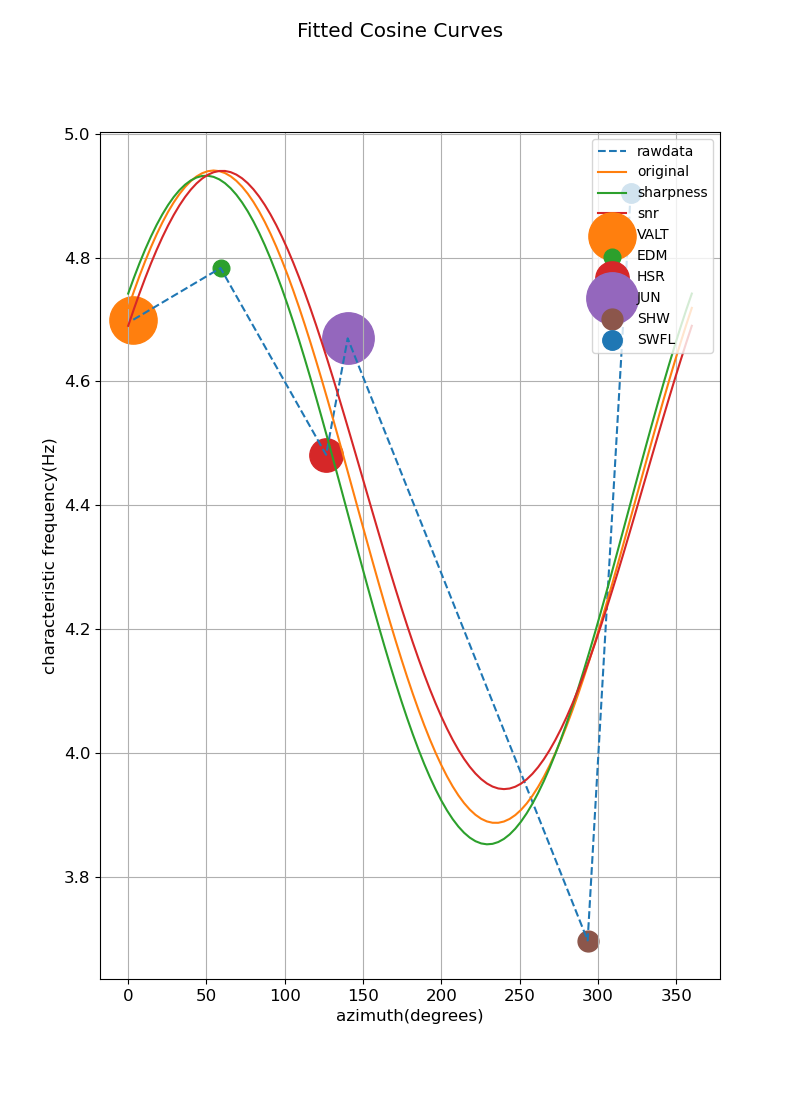 Fitted Cosine Curves
5.0
4.8
4.6
4.4
4.2
4.0
3.8
characteristic frequency(Hz)
rawdata
original
sharpness
snr
VALT
EDM
HSR
JUN
SHW
SWFL
0 50 100 150 200 250 300 350
azimuth(degrees)